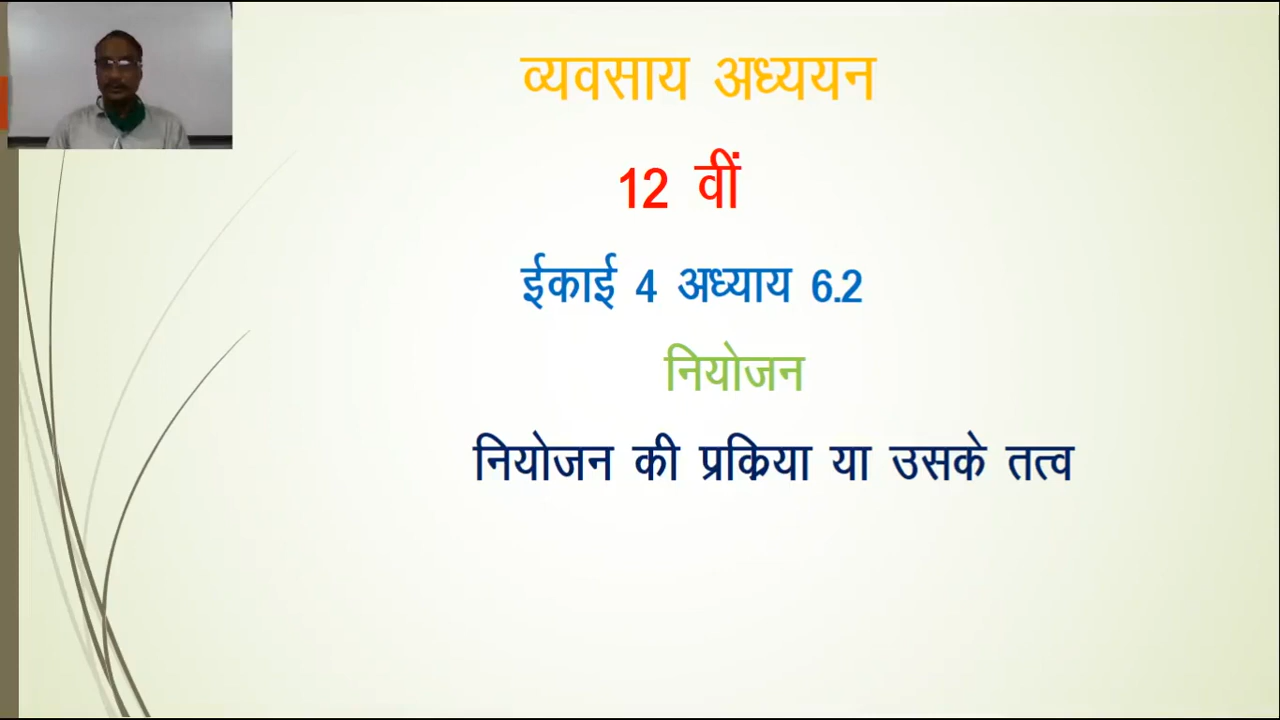 व्यवसाय अध्ययन
12 वीं
ईकाई 4 अध्याय 6.2
नियोजन
नियोजन की प्रक्रिया या उसके तत्व